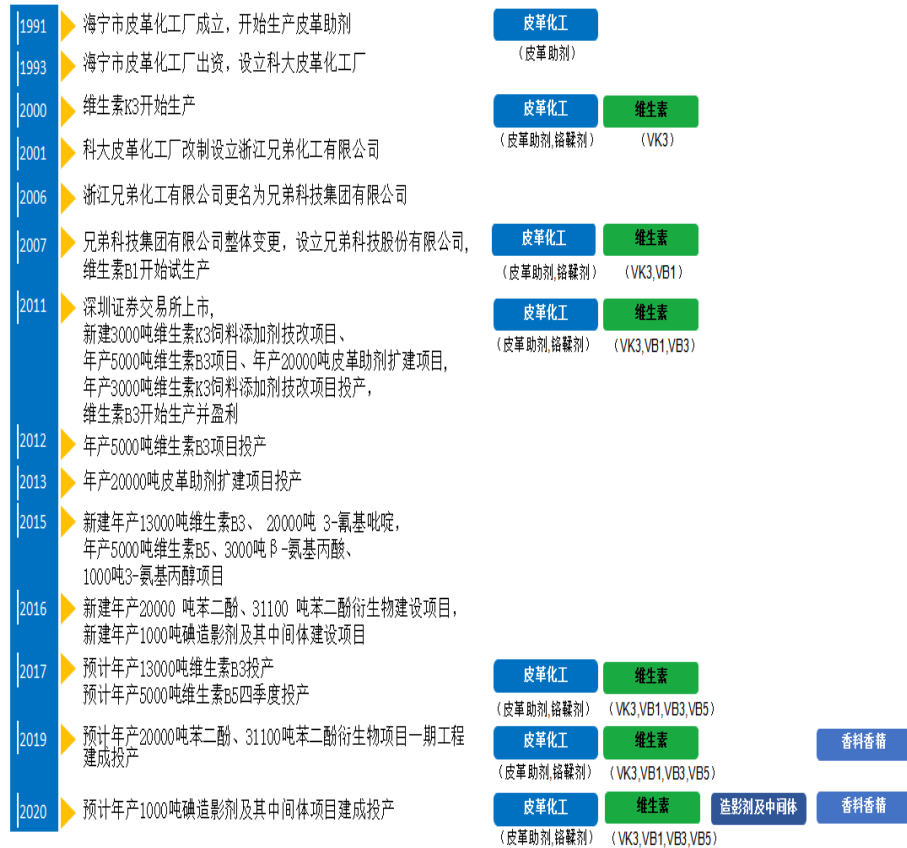 1991 海宁市皮革化工厂成立，开始生产皮革助剂 皮革化工
（皮革助剂）
1993 海宁市皮革化工厂出资，设立科大皮革化工厂
2000 维生素K3开始生产 皮革化工 维生素
（皮革助剂,铬鞣剂） （VK3）
2001 科大皮革化工厂改制设立浙江兄弟化工有限公司
2006 浙江兄弟化工有限公司更名为兄弟科技集团有限公司
2007 兄弟科技集团有限公司整体变更，设立兄弟科技股份有限公司, 皮革化工 维生素
维生素B1开始试生产 （皮革助剂,铬鞣剂） （VK3,VB1）
2011 深圳证券交易所上市, 皮革化工 维生素
新建3000吨维生素K3饲料添加剂技改项目、 （皮革助剂,铬鞣剂） （VK3,VB1,VB3）
年产5000吨维生素B3项目、年产20000吨皮革助剂扩建项目,
年产3000吨维生素K3饲料添加剂技改项目投产，
维生素B3开始生产并盈利
2012 年产5000吨维生素B3项目投产
2013 年产20000吨皮革助剂扩建项目投产
2015 新建年产13000吨维生素B3、 20000吨 3-氰基吡啶，
年产5000吨维生素B5、3000吨β-氨基丙酸、
1000吨3-氨基丙醇项目
2016 新建年产20000 吨苯二酚、31100 吨苯二酚衍生物建设项目，
新建年产1000吨碘造影剂及其中间体建设项目
2017 预计年产13000吨维生素B3投产 皮革化工 维生素
预计年产5000吨维生素B5四季度投产 （皮革助剂,铬鞣剂） （VK3,VB1,VB3,VB5）
2019 预计年产20000吨苯二酚、31100吨苯二酚衍生物项目一期工程 皮革化工 维生素 香料香精
建成投产 （皮革助剂,铬鞣剂） （VK3,VB1,VB3,VB5）
2020 预计年产1000吨碘造影剂及其中间体项目建成投产 皮革化工 维生素 造影剂及中间体 香料香精
（皮革助剂,铬鞣剂） （VK3,VB1,VB3,VB5）